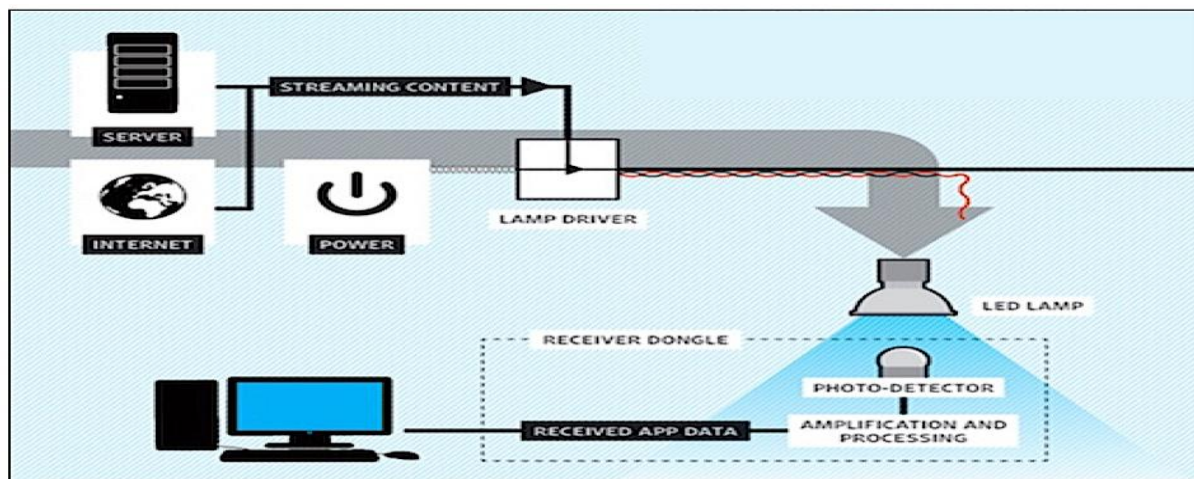 STREAMING CONTENT
SERVER
LAMP DRIVER
INTERNET
POWER
LED LAMP
RECEIVER DONGLE
PHOTO-DETECTOR
RECEIVED APP DATA
AMPLIFICATION AND
PROCESSING